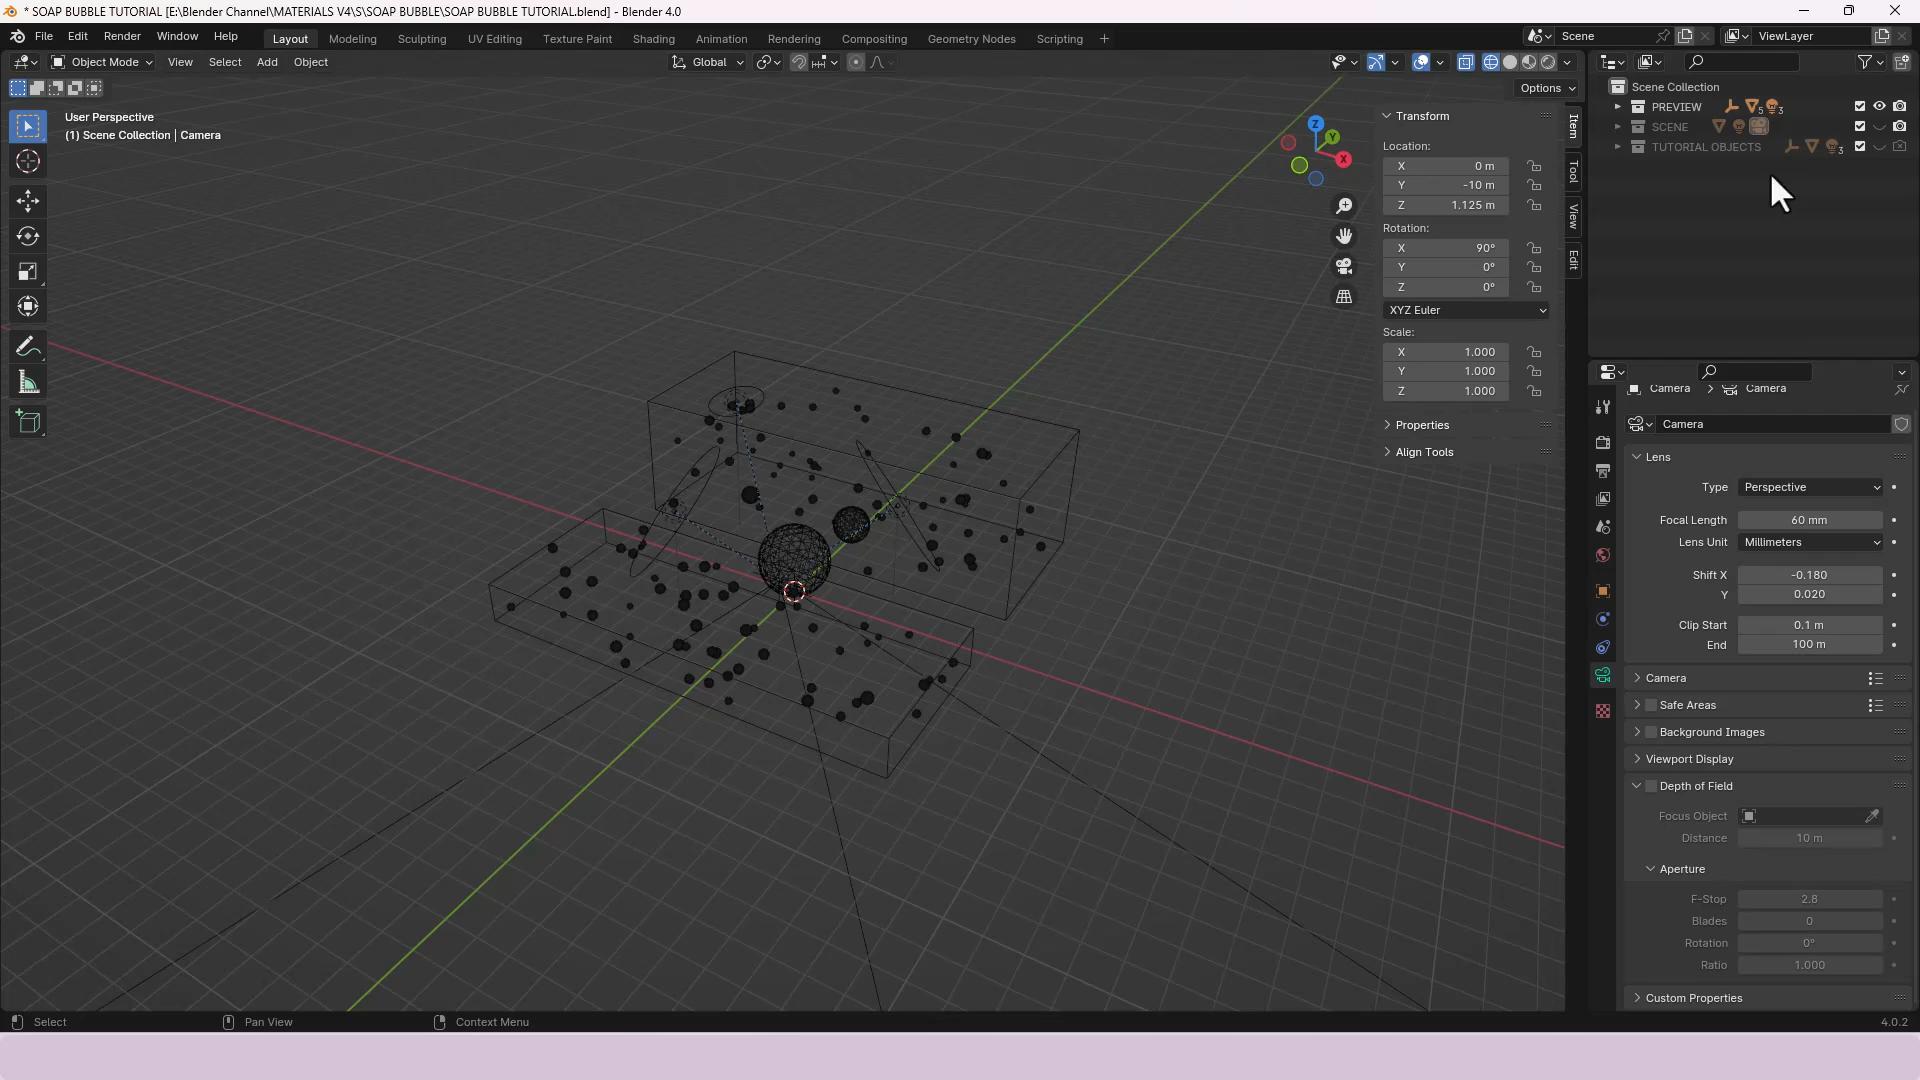 * SOAP BUBBLE TUTORIAL [E:\Blender Channel\MATERIALS V4\S\SOAP BUBBLE\SOAP BUBBLE TUTORIAL.blend] - Blender 4.0
File Edit Render Window Help Layout Modeling Sculpting UV Editing Texture Paint Shading Animation Rendering Compositing Geometry Nodes Scripting + Scene ViewLayer
Object Mode View Select Add Object Global
Options
User Perspective
(1) Scene Collection | Camera
Z
Y
X
Transform
Location:
X 0 m
Y -10 m
Z 1.125 m
Rotation:
X 90°
Y 0°
Z 0°
XYZ Euler
Scale:
X 1.000
Y 1.000
Z 1.000
Properties
Align Tools
Item
Tool
View
Edit
Scene Collection
PREVIEW 5 3
SCENE
TUTORIAL OBJECTS 3
Camera > Camera
Camera
Lens
Type Perspective
Focal Length 60 mm
Lens Unit Millimeters
Shift X -0.180
Y 0.020
Clip Start 0.1 m
End 100 m
Camera
Safe Areas
Background Images
Viewport Display
Depth of Field
Focus Object
Distance 10 m
Aperture
F-Stop 2.8
Blades 0
Rotation 0°
Ratio 1.000
Custom Properties
Select Pan View Context Menu 4.0.2